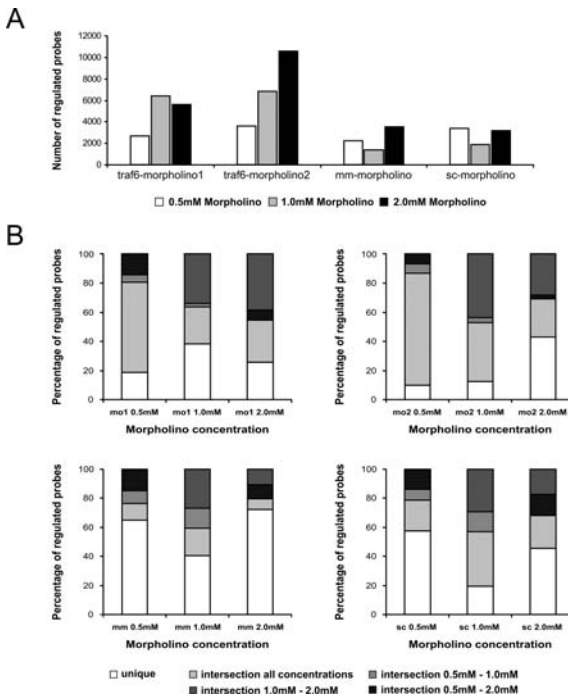 A
Number of regulated probes
12000
10000
8000
6000
4000
2000
0
traf6-morpholino1 traf6-morpholino2 mm-morpholino sc-morpholino
0.5mM Morpholino 1.0mM Morpholino 2.0mM Morpholino
B
Percentage of regulated probes
100
80
60
40
20
0
mo1 0.5mM mo1 1.0mM mo1 2.0mM
Morpholino concentration
Percentage of regulated probes
100
80
60
40
20
0
mo2 0.5mM mo2 1.0mM mo2 2.0mM
Morpholino concentration
Percentage of regulated probes
100
80
60
40
20
0
mm 0.5mM mm 1.0mM mm 2.0mM
Morpholino concentration
Percentage of regulated probes
100
80
60
40
20
0
sc 0.5mM sc 1.0mM sc 2.0mM
Morpholino concentration
unique intersection all concentrations intersection 0.5mM - 1.0mM
intersection 1.0mM - 2.0mM intersection 0.5mM - 2.0mM